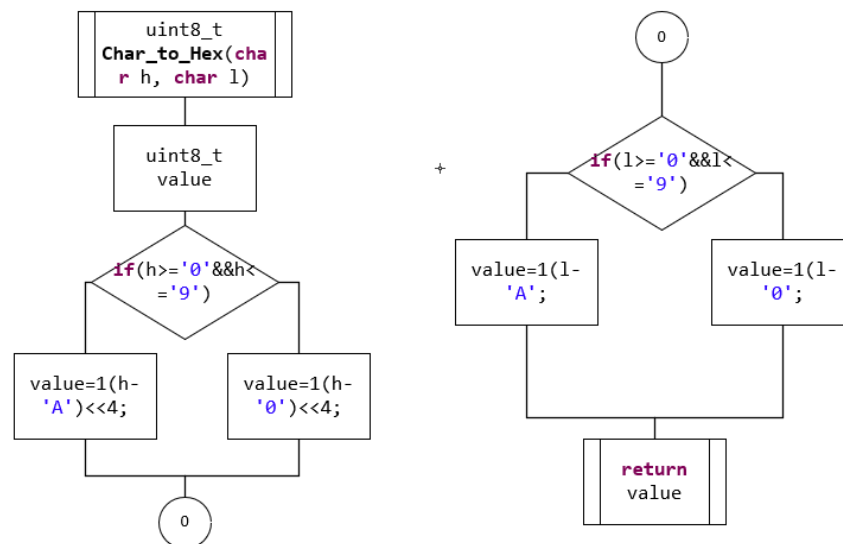 uint8_t
Char_to_Hex(cha
r h, char l)
uint8_t
value
if(h>='0'&&h<
='9')
value=1(h-
'A')<<4;
value=1(h-
'0')<<4;
0
0
if(l>='0'&&l<
='9')
value=1(l-
'A';
value=1(l-
'0';
return
value